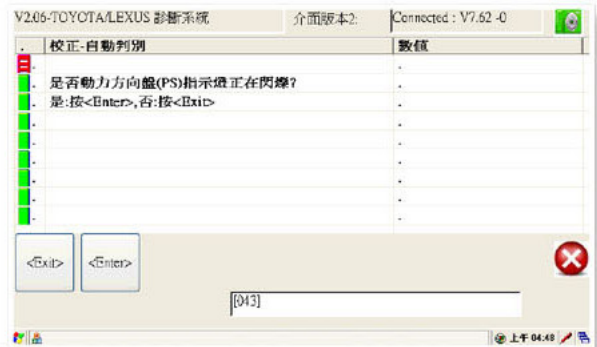 V2.06-TOYOTA/LEXUS 診斷系統 介面版本2: Connected : V7.62 -0
. 校正-自動判別 數值
是否動力方向盤(PS)指示燈正在閃爍?
是:按<Enter>,否:按<Exit>
<Exit> <Enter>
[043]
上午 04:48